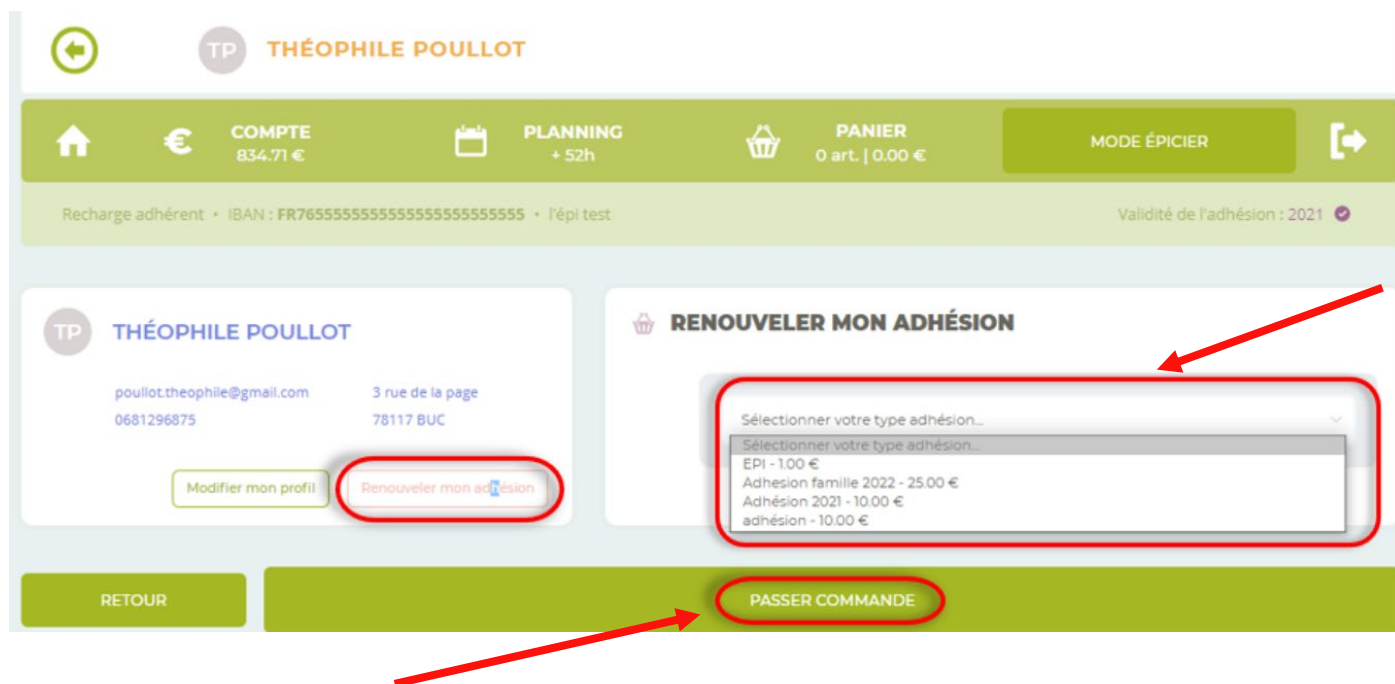 TP THÉOPHILE POULLOT
€ COMPTE PLANNING PANIER MODE ÉPICIER
834.71 € + 52h 0 art. | 0.00 €
Recharge adhérent • IBAN : FR7655555555555555555555555 • l'épi test Validité de l'adhésion : 2021
TP THÉOPHILE POULLOT
poullot.theophile@gmail.com 3 rue de la page
0681296875 78117 BUC
Modifier mon profil Renouveler mon adhésion
RENOUVELER MON ADHÉSION
Sélectionner votre type adhésion...
Sélectionner votre type adhésion...
EPI - 1.00 €
Adhesion famille 2022 - 25.00 €
Adhésion 2021 - 10.00 €
adhésion - 10.00 €
RETOUR PASSER COMMANDE